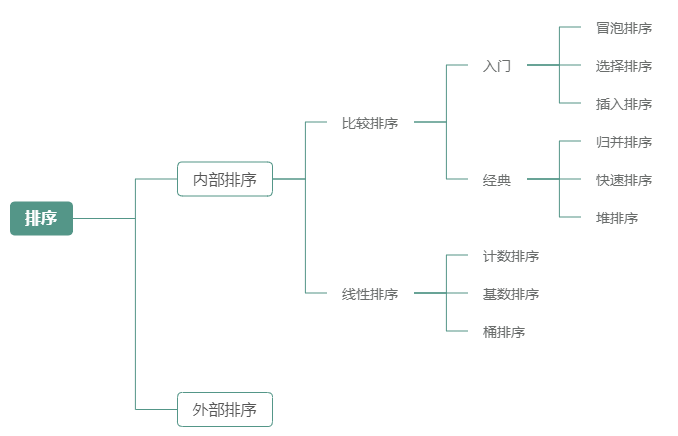 排序
内部排序
比较排序
入门
冒泡排序
选择排序
插入排序
经典
归并排序
快速排序
堆排序
线性排序
计数排序
基数排序
桶排序
外部排序